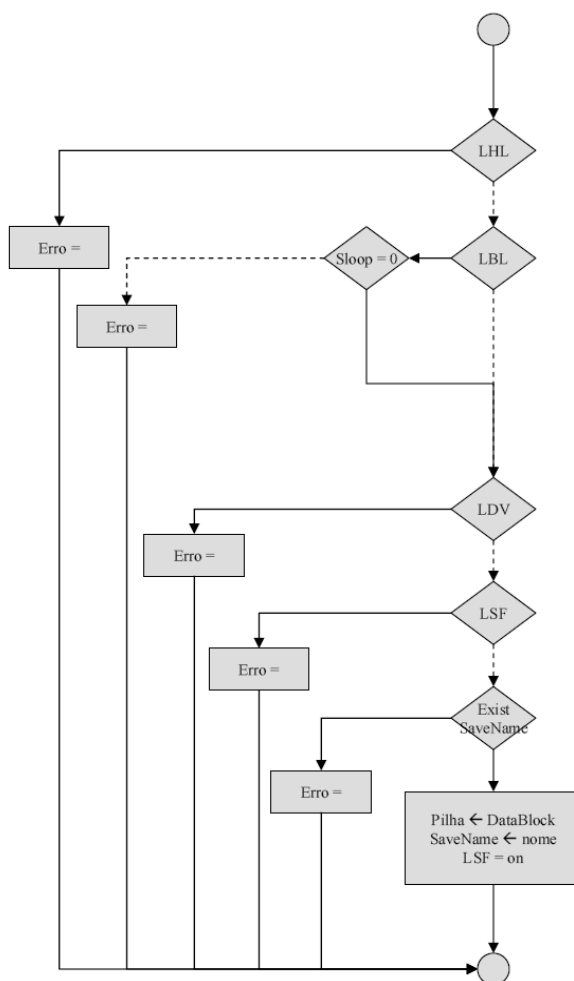 LHL
Erro =
Sloop = 0
LBL
Erro =
LDV
Erro =
LSF
Erro =
Exist
SaveName
Erro =
Pilha ← DataBlock
SaveName ← nome
LSF = on